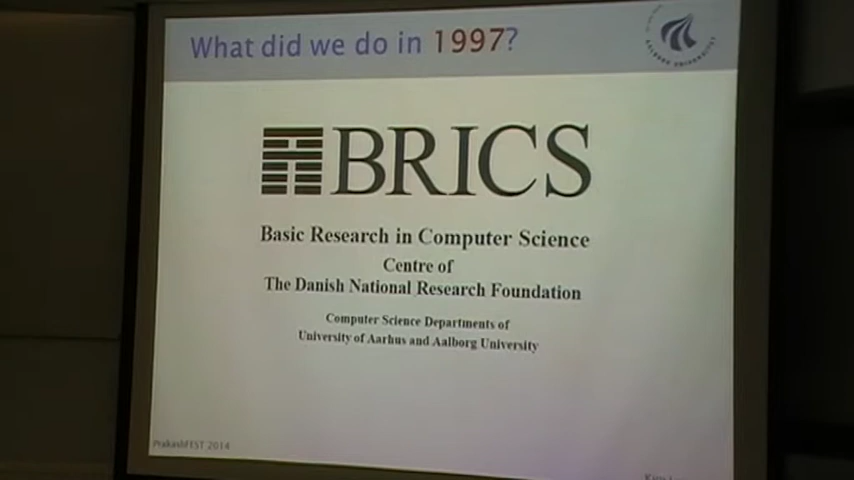 What did we do in 1997?
BRICS
Basic Research in Computer Science
Centre of
The Danish National Research Foundation
Computer Science Departments of
University of Aarhus and Aalborg University
PrakashFEST 2014